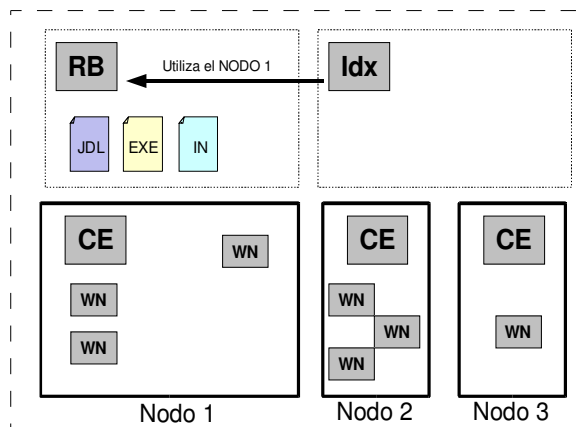 RB
Utiliza el NODO 1
Idx
JDL
EXE
IN
CE
WN
WN
WN
Nodo 1
CE
WN
WN
WN
Nodo 2
CE
WN
Nodo 3